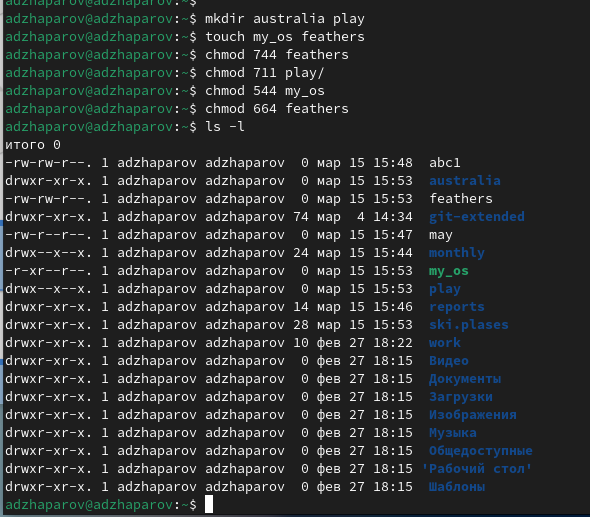 adzhaparov@adzhaparov:~$
adzhaparov@adzhaparov:~$ mkdir australia play
adzhaparov@adzhaparov:~$ touch my_os feathers
adzhaparov@adzhaparov:~$ chmod 744 feathers
adzhaparov@adzhaparov:~$ chmod 711 play/
adzhaparov@adzhaparov:~$ chmod 544 my_os
adzhaparov@adzhaparov:~$ chmod 664 feathers
adzhaparov@adzhaparov:~$ ls -l
итого 0
-rw-rw-r--. 1 adzhaparov adzhaparov  0 мар 15 15:48  abc1
drwxr-xr-x. 1 adzhaparov adzhaparov  0 мар 15 15:53  australia
-rw-rw-r--. 1 adzhaparov adzhaparov  0 мар 15 15:53  feathers
drwxr-xr-x. 1 adzhaparov adzhaparov 74 мар  4 14:34  git-extended
-rw-r--r--. 1 adzhaparov adzhaparov  0 мар 15 15:47  may
drwx--x--x. 1 adzhaparov adzhaparov 24 мар 15 15:44  monthly
-r-xr--r--. 1 adzhaparov adzhaparov  0 мар 15 15:53  my_os
drwx--x--x. 1 adzhaparov adzhaparov  0 мар 15 15:53  play
drwxr-xr-x. 1 adzhaparov adzhaparov 14 мар 15 15:46  reports
drwxr-xr-x. 1 adzhaparov adzhaparov 28 мар 15 15:53  ski.plases
drwxr-xr-x. 1 adzhaparov adzhaparov 10 фев 27 18:22  work
drwxr-xr-x. 1 adzhaparov adzhaparov  0 фев 27 18:15  Видео
drwxr-xr-x. 1 adzhaparov adzhaparov  0 фев 27 18:15  Документы
drwxr-xr-x. 1 adzhaparov adzhaparov  0 фев 27 18:15  Загрузки
drwxr-xr-x. 1 adzhaparov adzhaparov  0 фев 27 18:15  Изображения
drwxr-xr-x. 1 adzhaparov adzhaparov  0 фев 27 18:15  Музыка
drwxr-xr-x. 1 adzhaparov adzhaparov  0 фев 27 18:15  Общедоступные
drwxr-xr-x. 1 adzhaparov adzhaparov  0 фев 27 18:15 'Рабочий стол'
drwxr-xr-x. 1 adzhaparov adzhaparov  0 фев 27 18:15  Шаблоны
adzhaparov@adzhaparov:~$